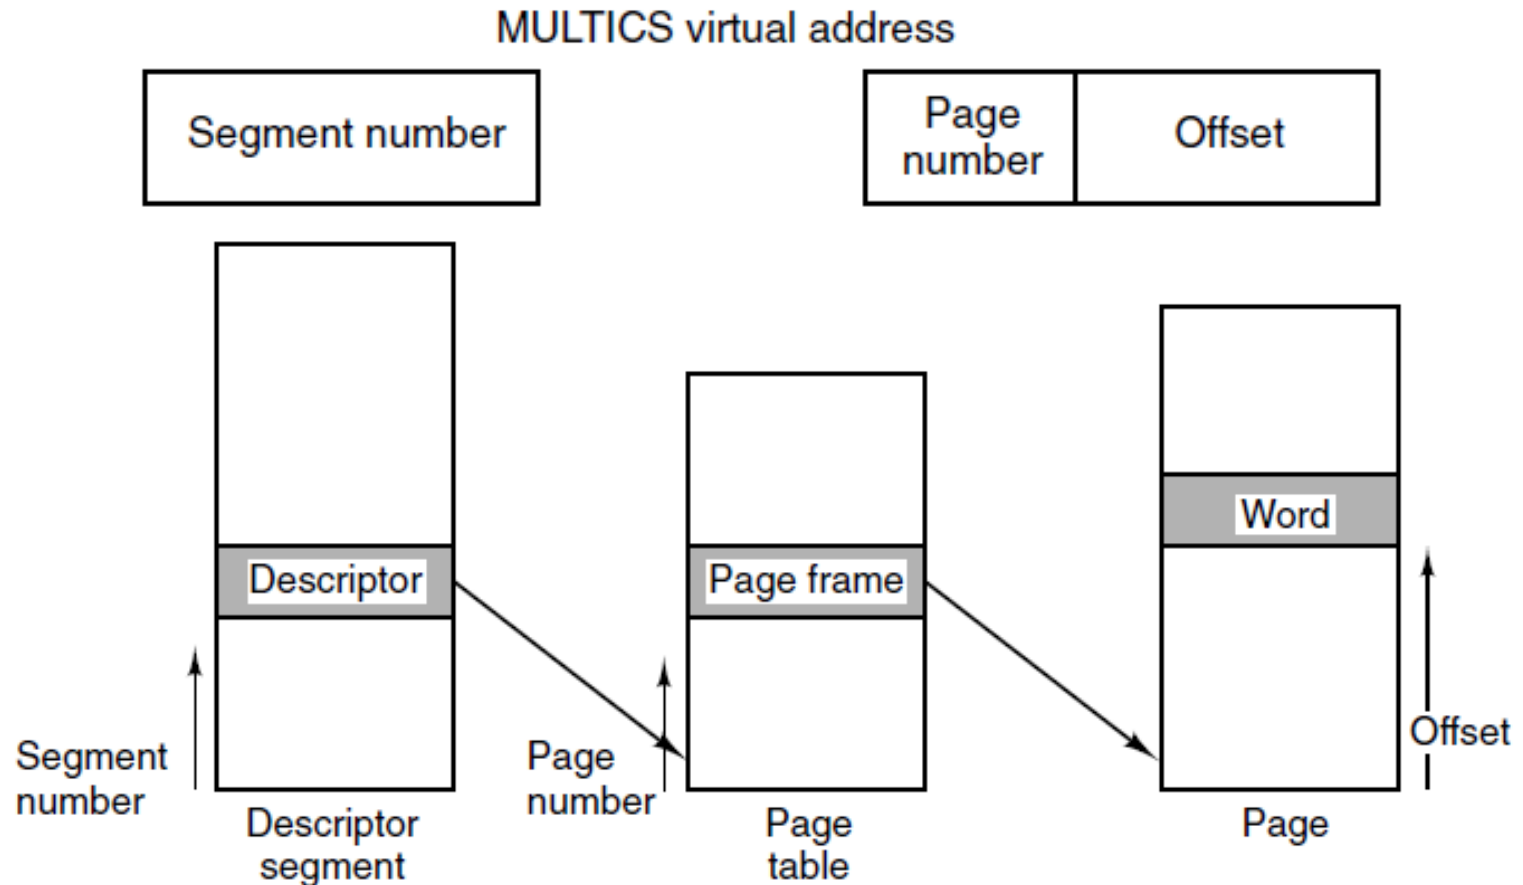 MULTICS virtual address
Segment number
Page
number
Offset
Descriptor
Page frame
Word
Segment
number
Page
number
Offset
Descriptor
segment
Page
table
Page